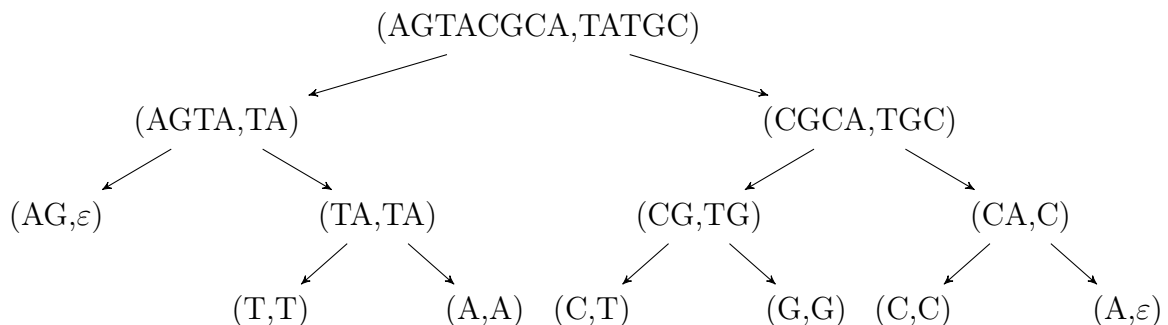 (AGTACGCA,TATGC)
(AGTA,TA) (CGCA,TGC)
(AG,ε) (TA,TA) (CG,TG) (CA,C)
(T,T) (A,A) (C,T) (G,G) (C,C) (A,ε)